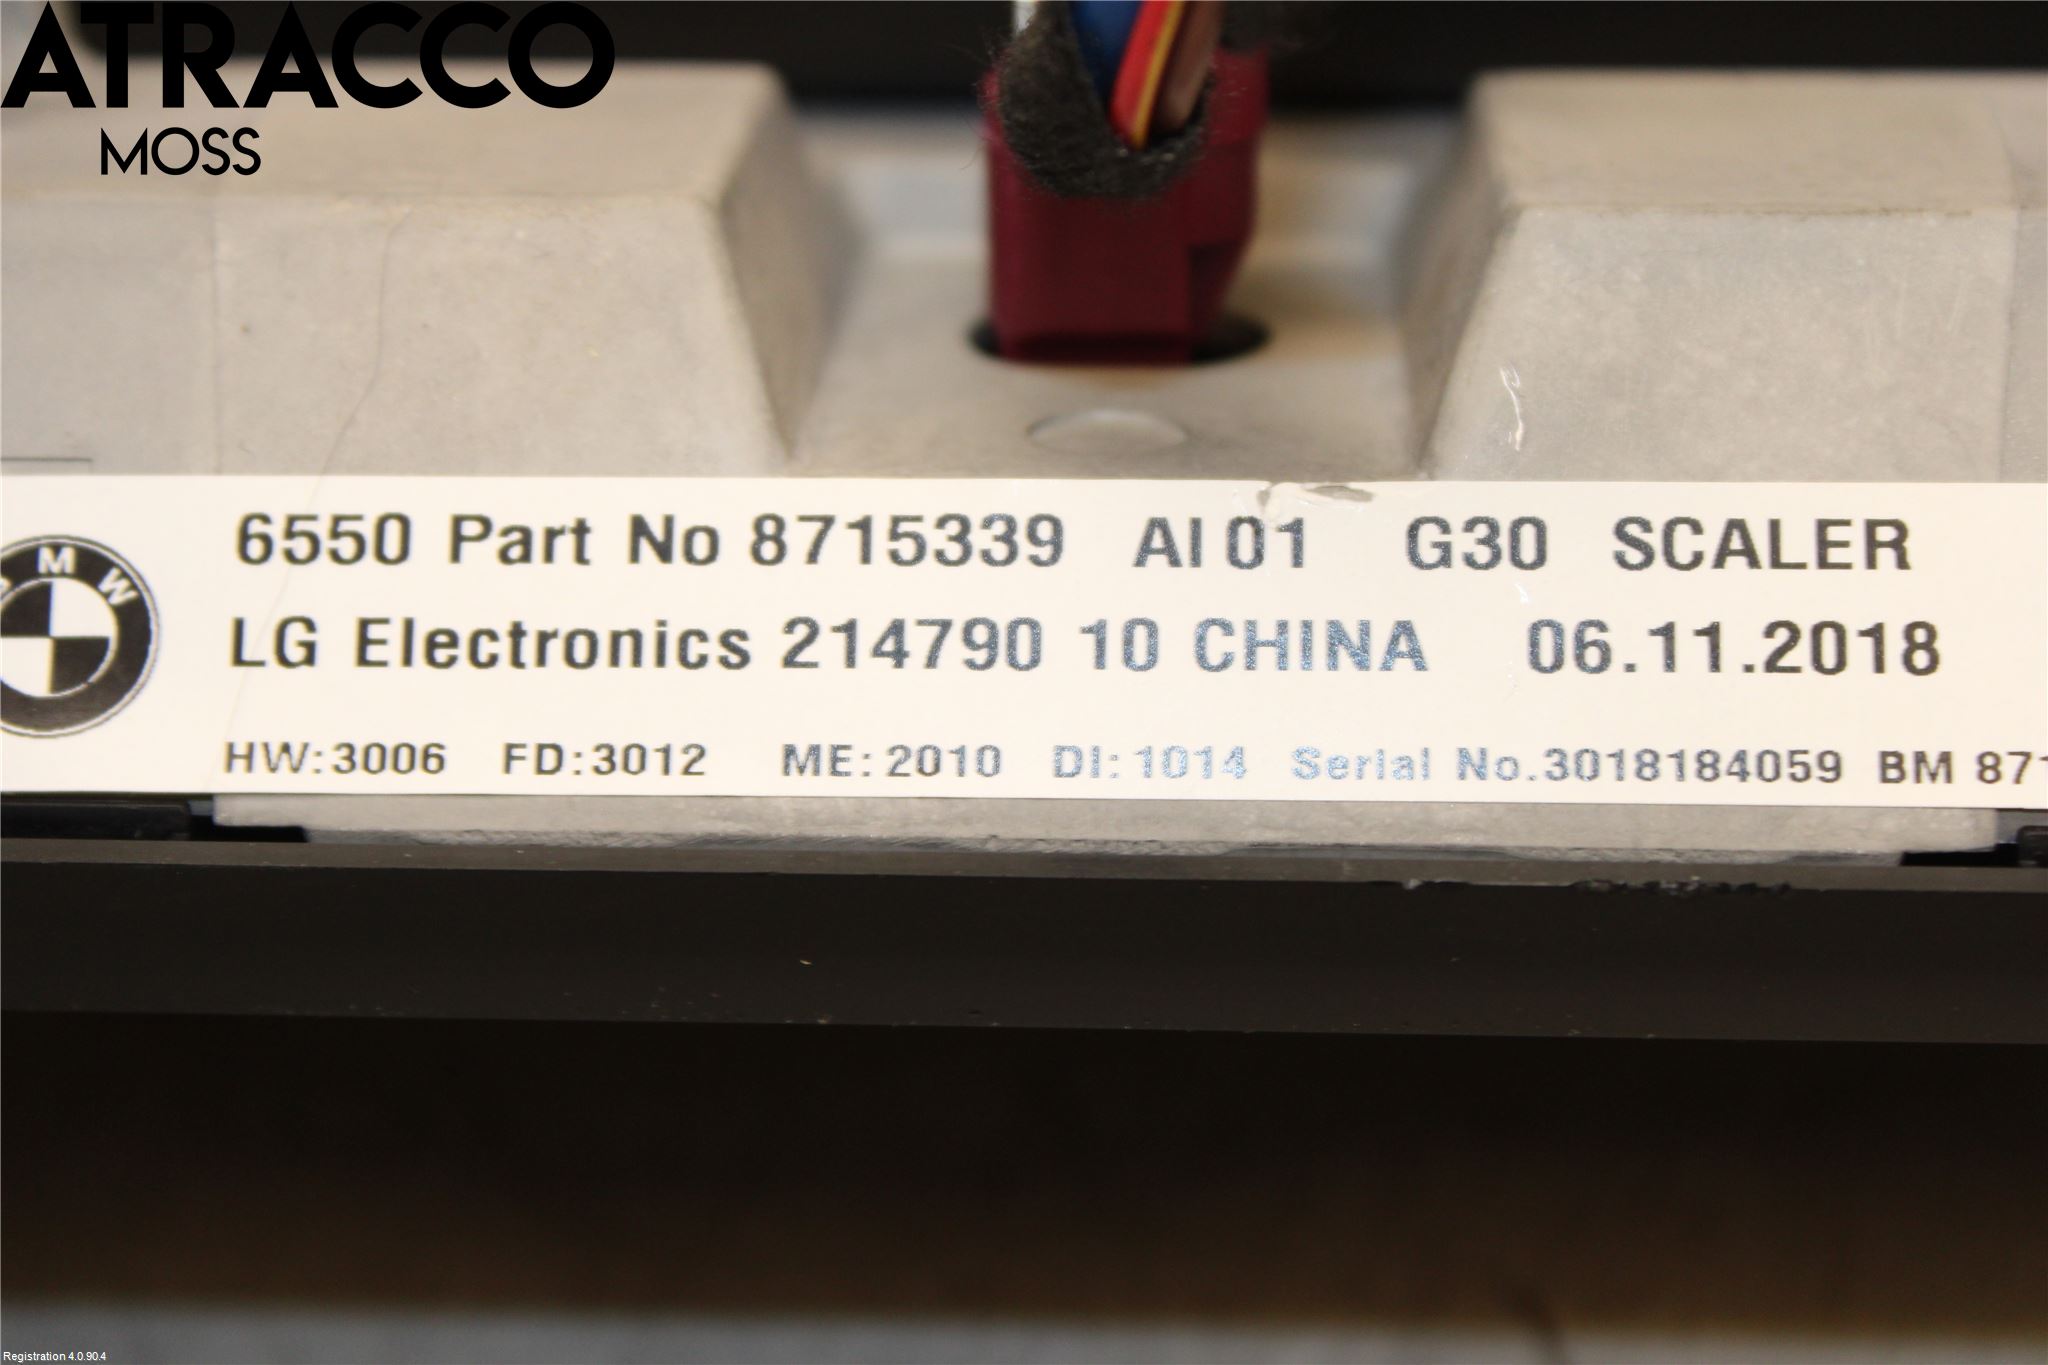 ATRACCO
MOSS
BMW
6550 Part No 8715339 AI 01 G30 SCALER
LG Electronics 214790 10 CHINA 06.11.2018
HW:3006 FD:3012 ME:2010 DI:1014 Serial No.3018184059 BM 871
Registration 4.0.90.4